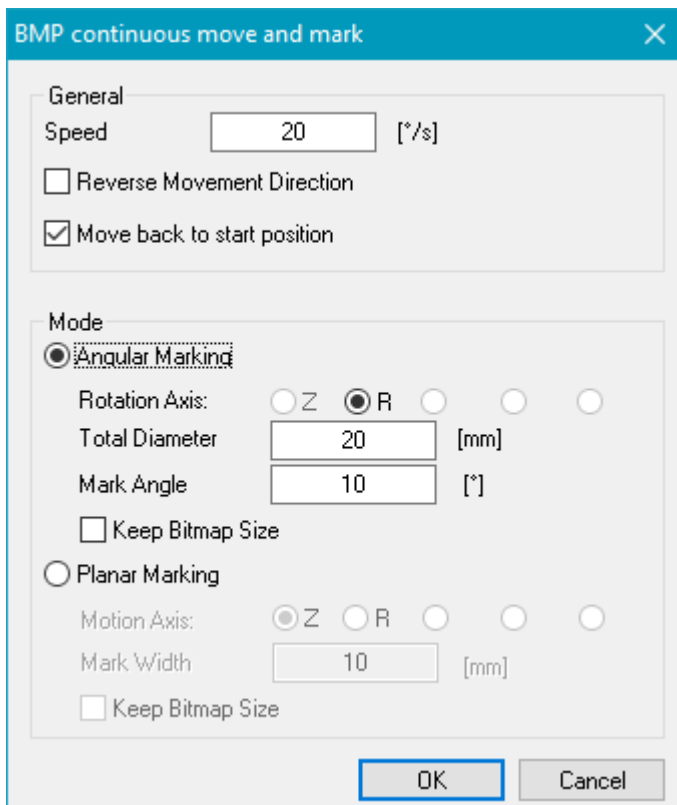 BMP continuous move and mark
General
Speed 20 [°/s]
Reverse Movement Direction
Move back to start position
Mode
Angular Marking
Rotation Axis: Z R
Total Diameter 20 [mm]
Mark Angle 10 [°]
Keep Bitmap Size
Planar Marking
Motion Axis: Z R
Mark Width 10 [mm]
Keep Bitmap Size
OK Cancel